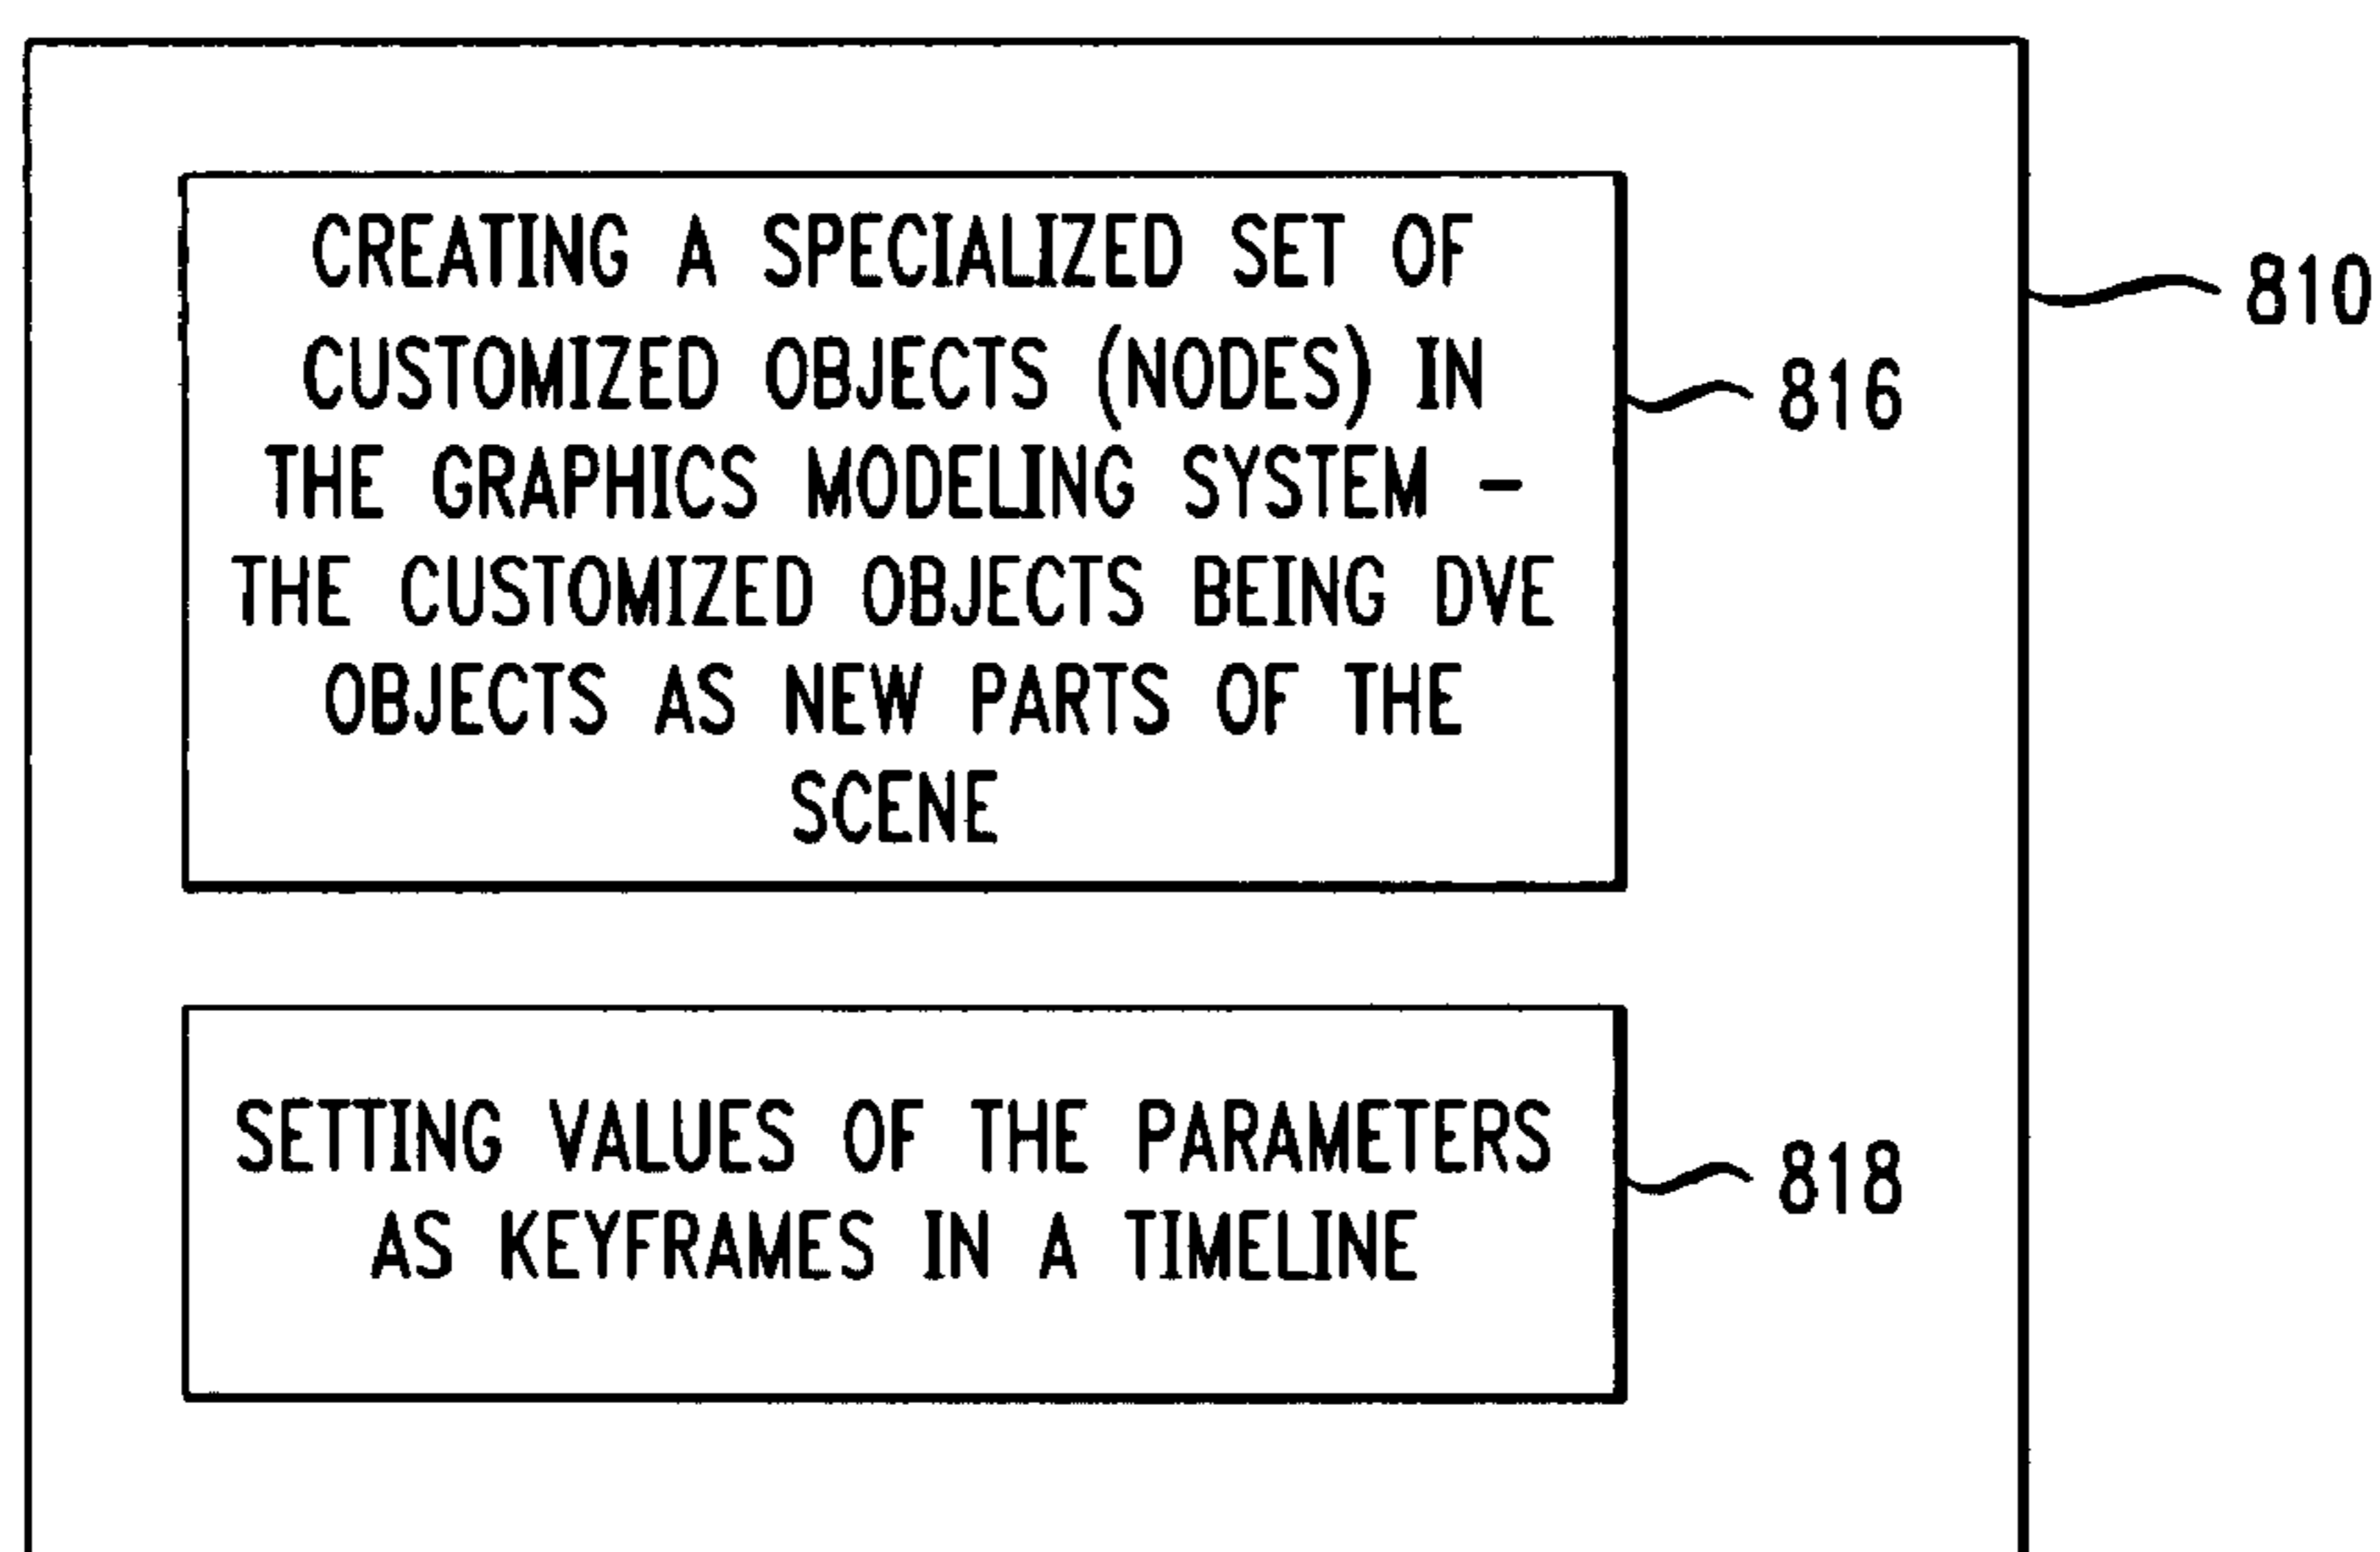 CREATING A SPECIALIZED SET OF
CUSTOMIZED OBJECTS (NODES) IN
THE GRAPHICS MODELING SYSTEM -
THE CUSTOMIZED OBJECTS BEING DVE
OBJECTS AS NEW PARTS OF THE
SCENE
810
816
SETTING VALUES OF THE PARAMETERS
AS KEYFRAMES IN A TIMELINE
818